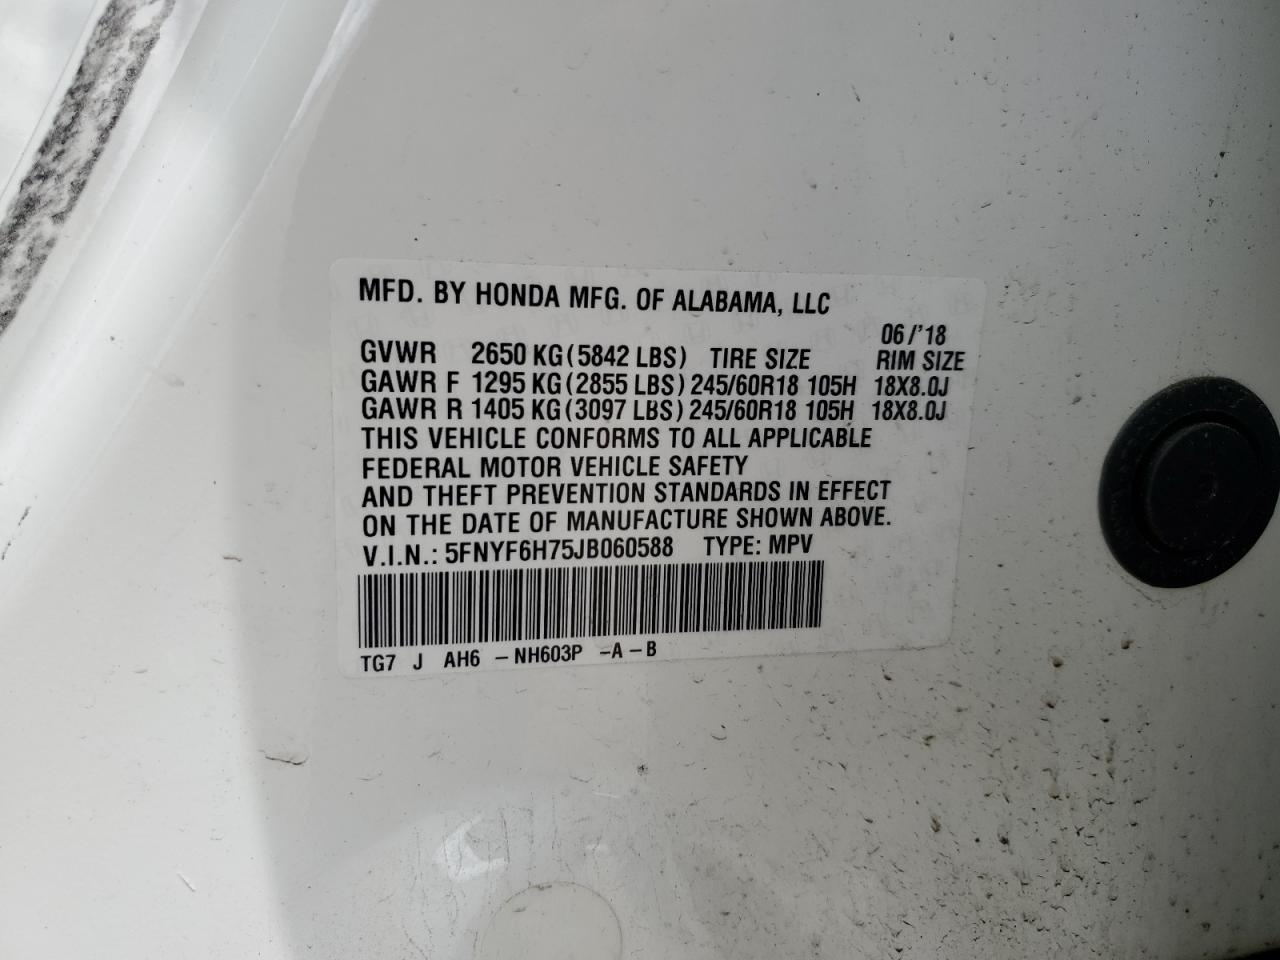 MFD. BY HONDA MFG. OF ALABAMA, LLC
06/'18
GVWR 2650 KG(5842 LBS) TIRE SIZE RIM SIZE
GAWR F 1295 KG(2855 LBS) 245/60R18 105H 18X8.0J
GAWR R 1405 KG(3097 LBS) 245/60R18 105H 18X8.0J
THIS VEHICLE CONFORMS TO ALL APPLICABLE
FEDERAL MOTOR VEHICLE SAFETY
AND THEFT PREVENTION STANDARDS IN EFFECT
ON THE DATE OF MANUFACTURE SHOWN ABOVE.
V.I.N.: 5FNYF6H75JB060588 TYPE: MPV
TG7 J AH6 -NH603P -A-B